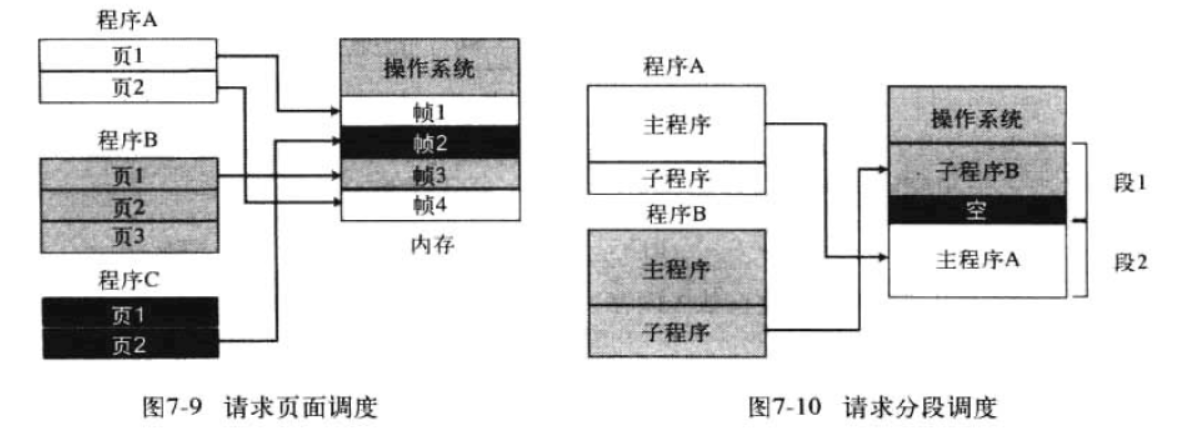 程序A
页1
页2
程序B
页1
页2
页3
程序C
页1
页2
操作系统
帧1
帧2
帧3
帧4
内存
图7-9 请求页面调度
程序A
主程序
子程序
程序B
主程序
子程序
操作系统
子程序B
空
主程序A
段1
段2
图7-10 请求分段调度